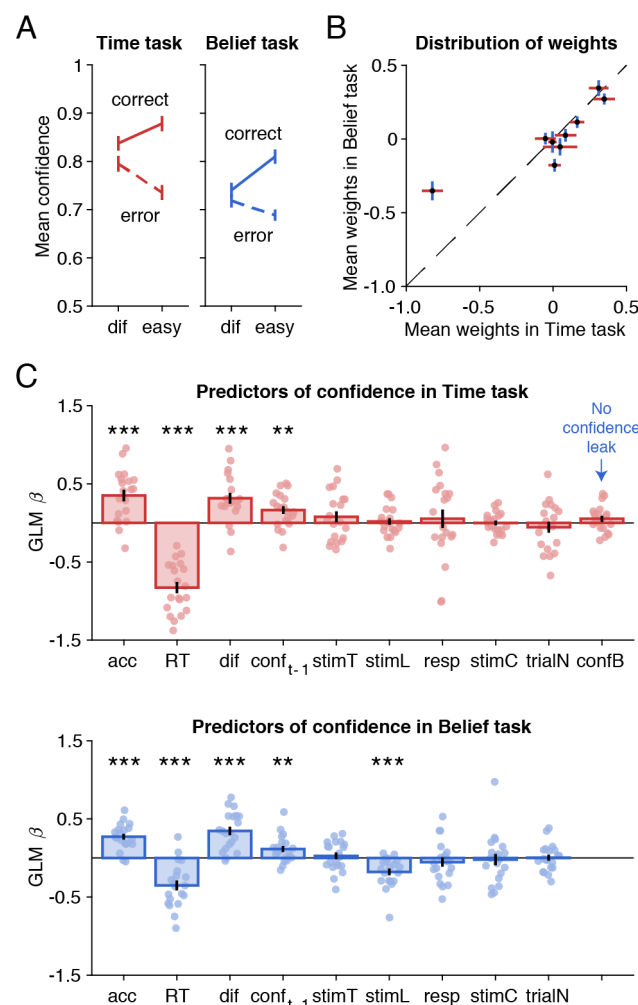 A
Time task
Belief task
Mean confidence
1
0.9
0.8
0.7
0.6
0.5
correct
error
correct
error
dif easy
dif easy
B
Distribution of weights
Mean weights in Belief task
0.5
0
-0.5
-1.0
-1.0 -0.5 0 0.5
Mean weights in Time task
C
Predictors of confidence in Time task
GLM β
1.5
0.5
-0.5
-1.5
*** *** *** **
No
confidence
leak
acc RT dif conf t-1 stimT stimL resp stimC trialN confB
Predictors of confidence in Belief task
GLM β
1.5
0.5
-0.5
-1.5
*** *** *** ** ***
acc RT dif conf t-1 stimT stimL resp stimC trialN